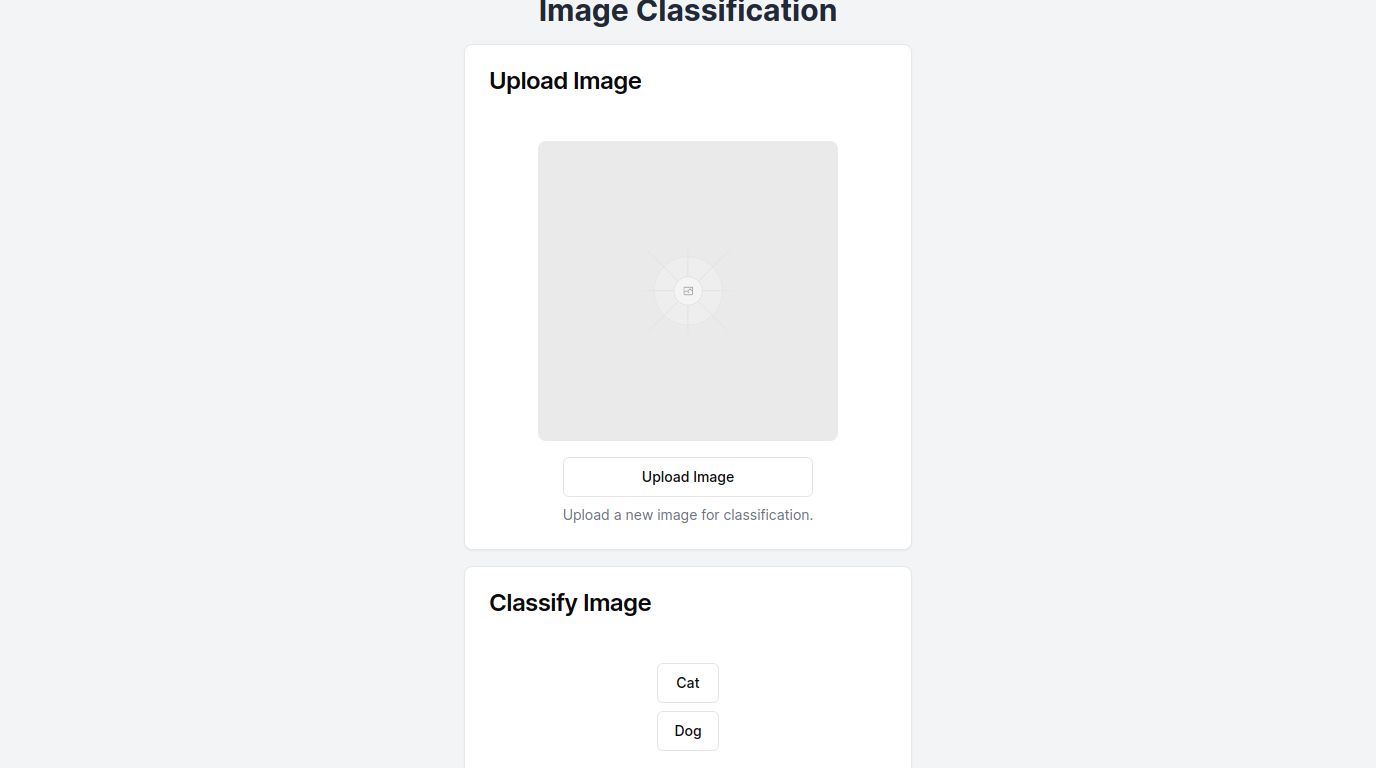 Image Classification
Upload Image
Upload Image
Upload a new image for classification.
Classify Image
Cat
Dog